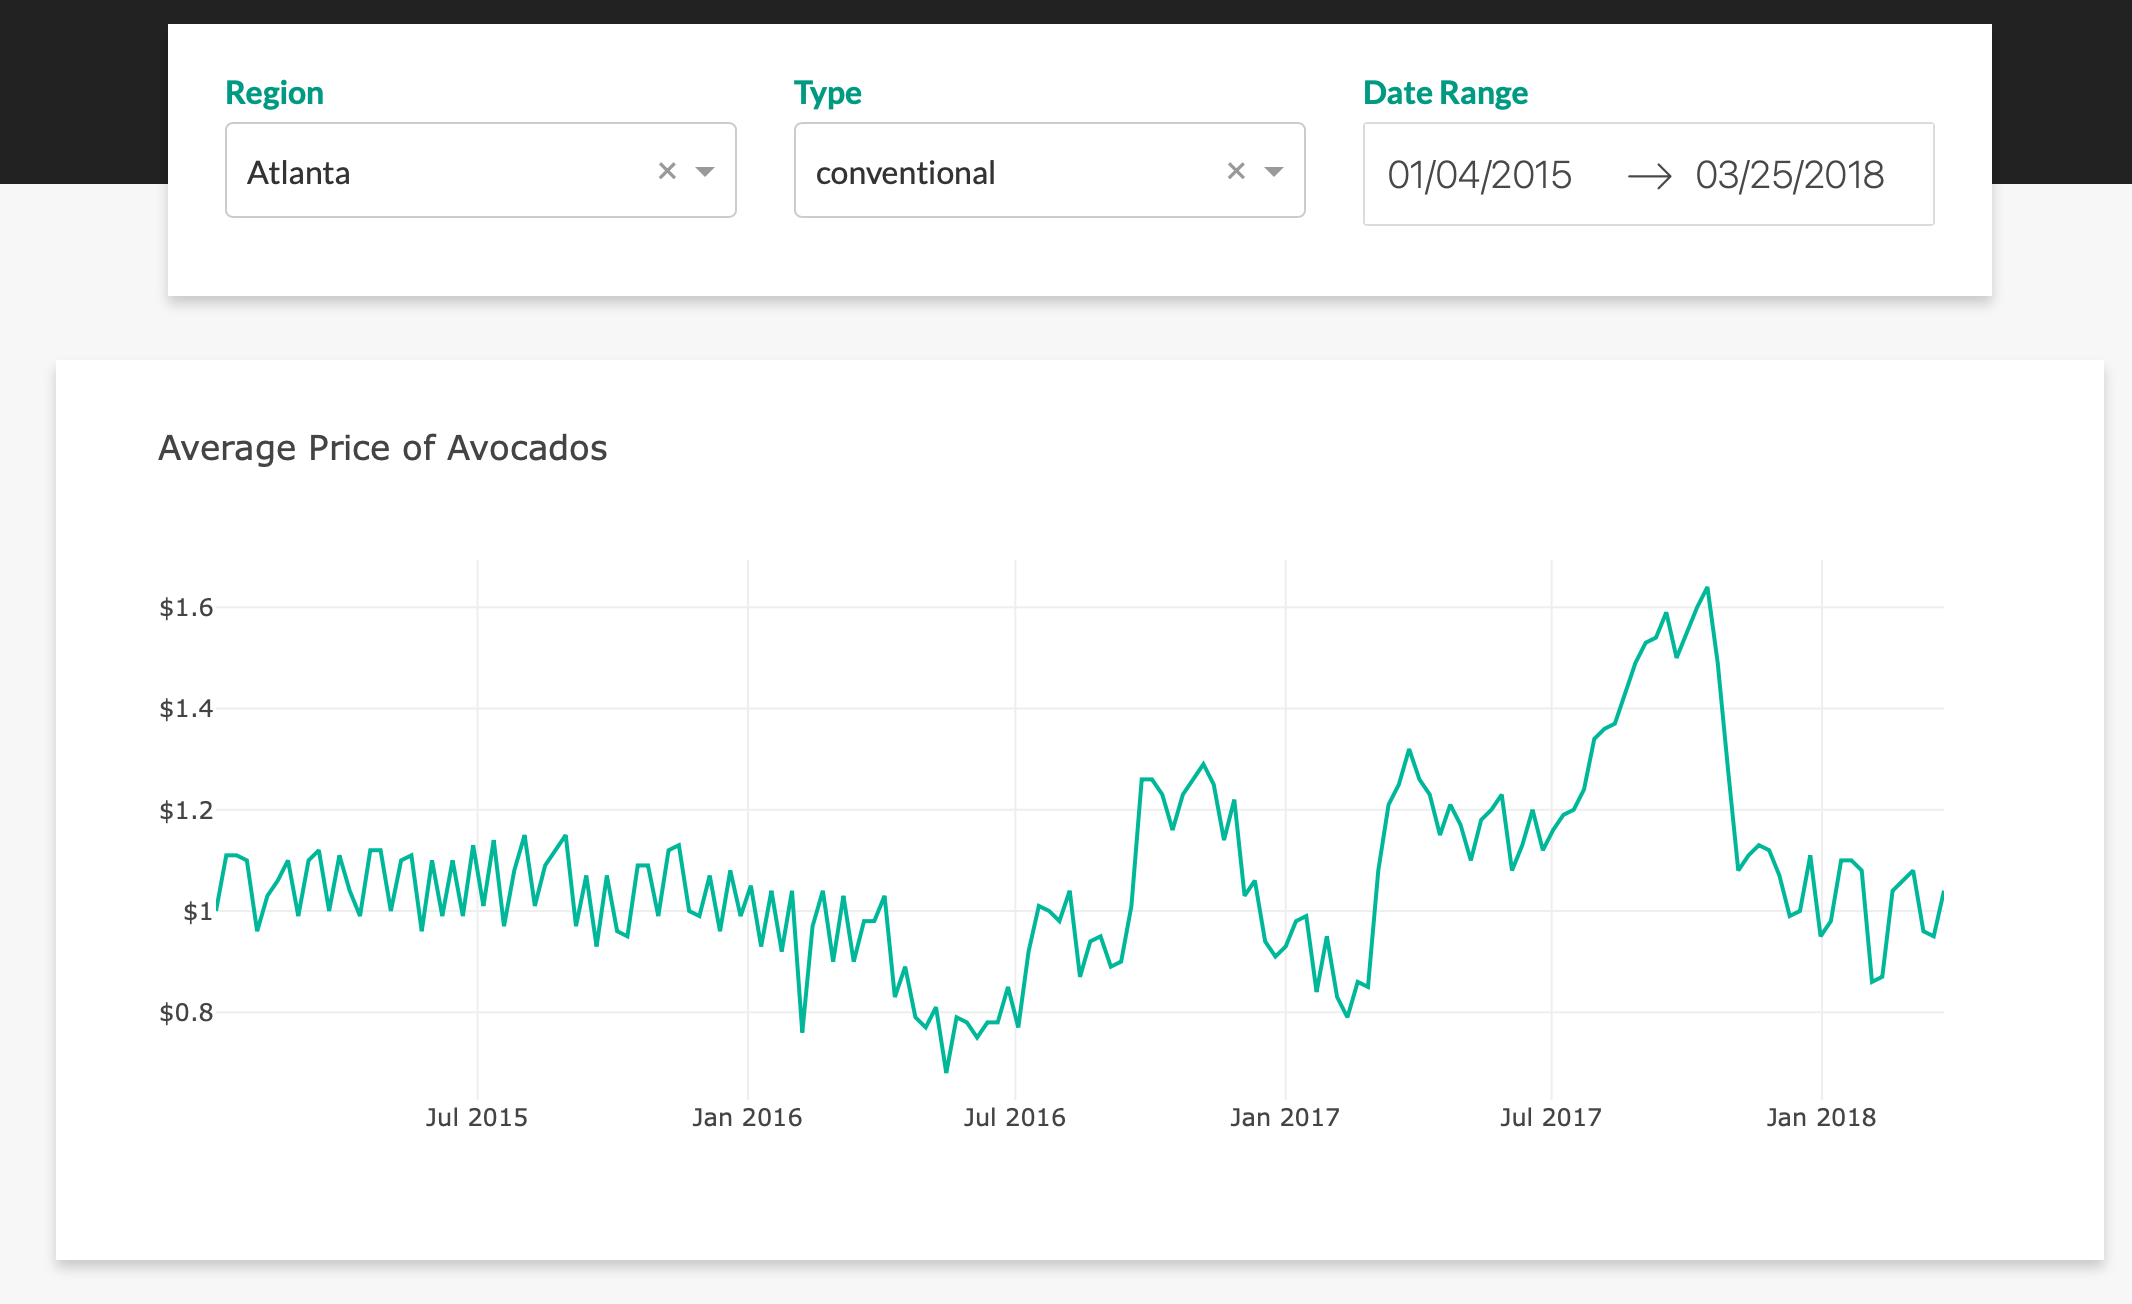 Region Type Date Range
Atlanta × conventional × 01/04/2015 → 03/25/2018
Average Price of Avocados
$1.6
$1.4
$1.2
$1
$0.8
Jul 2015 Jan 2016 Jul 2016 Jan 2017 Jul 2017 Jan 2018